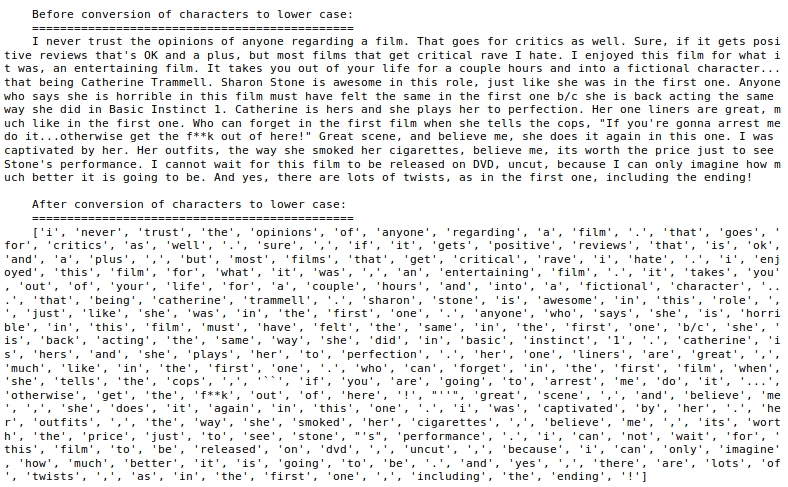 Before conversion of characters to lower case:
==============================================
I never trust the opinions of anyone regarding a film. That goes for critics as well. Sure, if it gets posi
tive reviews that's OK and a plus, but most films that get critical rave I hate. I enjoyed this film for what i
t was, an entertaining film. It takes you out of your life for a couple hours and into a fictional character...
that being Catherine Trammell. Sharon Stone is awesome in this role, just like she was in the first one. Anyone
who says she is horrible in this film must have felt the same in the first one b/c she is back acting the same
way she did in Basic Instinct 1. Catherine is hers and she plays her to perfection. Her one liners are great, m
uch like in the first one. Who can forget in the first film when she tells the cops, "If you're gonna arrest me
do it...otherwise get the f**k out of here!" Great scene, and believe me, she does it again in this one. I was
captivated by her. Her outfits, the way she smoked her cigarettes, believe me, its worth the price just to see
Stone's performance. I cannot wait for this film to be released on DVD, uncut, because I can only imagine how m
uch better it is going to be. And yes, there are lots of twists, as in the first one, including the ending!
After conversion of characters to lower case:
==============================================
['i', 'never', 'trust', 'the', 'opinions', 'of', 'anyone', 'regarding', 'a', 'film', '.', 'that', 'goes', '
for', 'critics', 'as', 'well', '.', 'sure', ',', 'if', 'it', 'gets', 'positive', 'reviews', 'that', 'is', 'ok',
'and', 'a', 'plus', ',', 'but', 'most', 'films', 'that', 'get', 'critical', 'rave', 'i', 'hate', '.', 'i', 'enj
oyed', 'this', 'film', 'for', 'what', 'it', 'was', ',', 'an', 'entertaining', 'film', '.', 'it', 'takes', 'you'
, 'out', 'of', 'your', 'life', 'for', 'a', 'couple', 'hours', 'and', 'into', 'a', 'fictional', 'character', '..
.', 'that', 'being', 'catherine', 'trammell', '.', 'sharon', 'stone', 'is', 'awesome', 'in', 'this', 'role', ',
', 'just', 'like', 'she', 'was', 'in', 'the', 'first', 'one', '.', 'anyone', 'who', 'says', 'she', 'is', 'horri
ble', 'in', 'this', 'film', 'must', 'have', 'felt', 'the', 'same', 'in', 'the', 'first', 'one', 'b/c', 'she', '
is', 'back', 'acting', 'the', 'same', 'way', 'she', 'did', 'in', 'basic', 'instinct', '1', '.', 'catherine', 'i
s', 'hers', 'and', 'she', 'plays', 'her', 'to', 'perfection', '.', 'her', 'one', 'liners', 'are', 'great', ',',
'much', 'like', 'in', 'the', 'first', 'one', '.', 'who', 'can', 'forget', 'in', 'the', 'first', 'film', 'when',
'she', 'tells', 'the', 'cops', ',', '``', 'if', 'you', 'are', 'going', 'to', 'arrest', 'me', 'do', 'it', '...',
'otherwise', 'get', 'the', 'f**k', 'out', 'of', 'here', '!', "''", 'great', 'scene', ',', 'and', 'believe', 'me
', ',', 'she', 'does', 'it', 'again', 'in', 'this', 'one', '.', 'i', 'was', 'captivated', 'by', 'her', '.', 'he
r', 'outfits', ',', 'the', 'way', 'she', 'smoked', 'her', 'cigarettes', ',', 'believe', 'me', ',', 'its', 'wort
h', 'the', 'price', 'just', 'to', 'see', 'stone', "'s", 'performance', '.', 'i', 'can', 'not', 'wait', 'for', '
this', 'film', 'to', 'be', 'released', 'on', 'dvd', ',', 'uncut', ',', 'because', 'i', 'can', 'only', 'imagine'
, 'how', 'much', 'better', 'it', 'is', 'going', 'to', 'be', '.', 'and', 'yes', ',', 'there', 'are', 'lots', 'of
', 'twists', ',', 'as', 'in', 'the', 'first', 'one', ',', 'including', 'the', 'ending', '!']